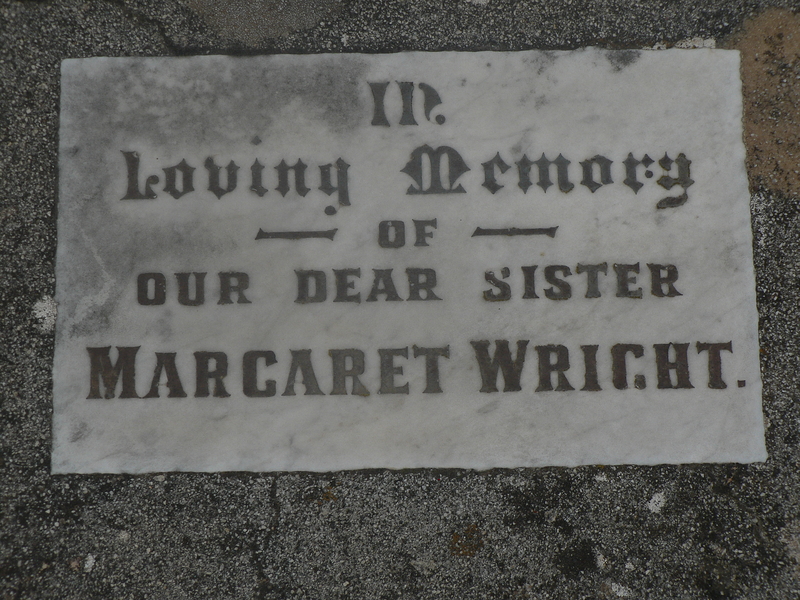 In
Loving Memory
— OF —
OUR DEAR SISTER
MARGARET WRIGHT.